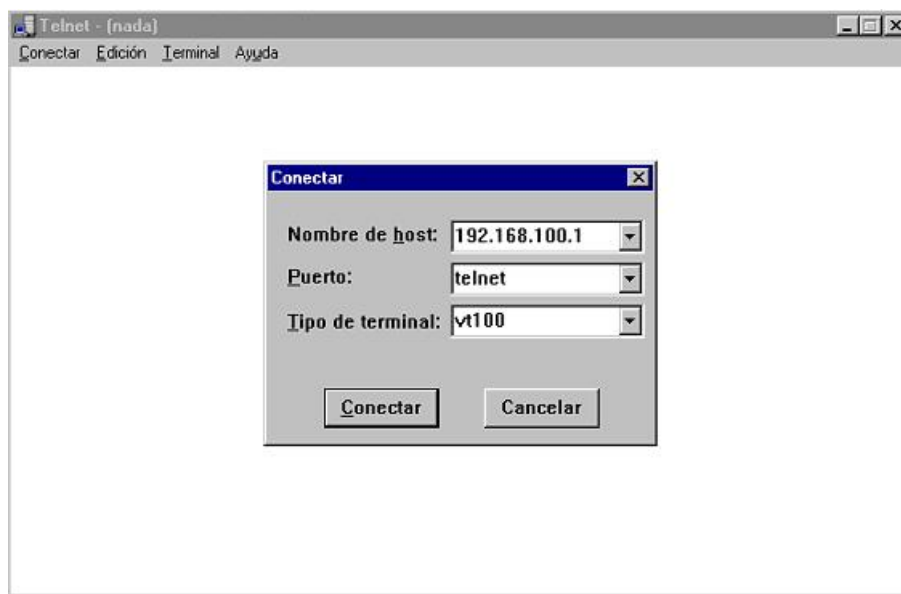 Telnet - (nada)
Conectar Edición Terminal Ayuda
Conectar
Nombre de host: 192.168.100.1
Puerto: telnet
Tipo de terminal: vt100
Conectar Cancelar